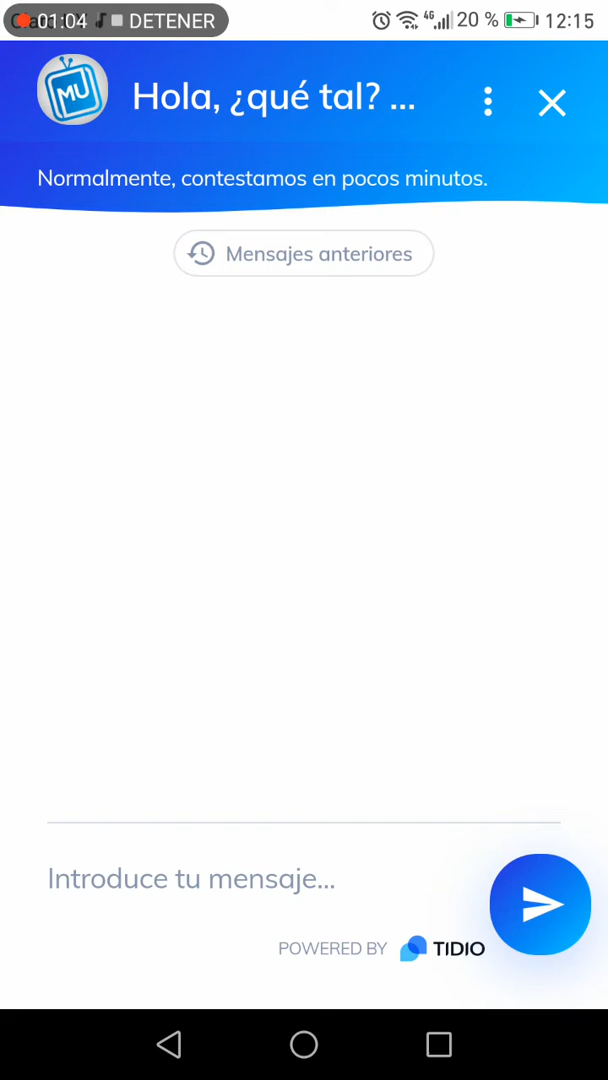 01:04 DETENER 4G 20 % 12:15
MU
Hola, ¿qué tal? ...
Normalmente, contestamos en pocos minutos.
Mensajes anteriores
Introduce tu mensaje...
POWERED BY TIDIO